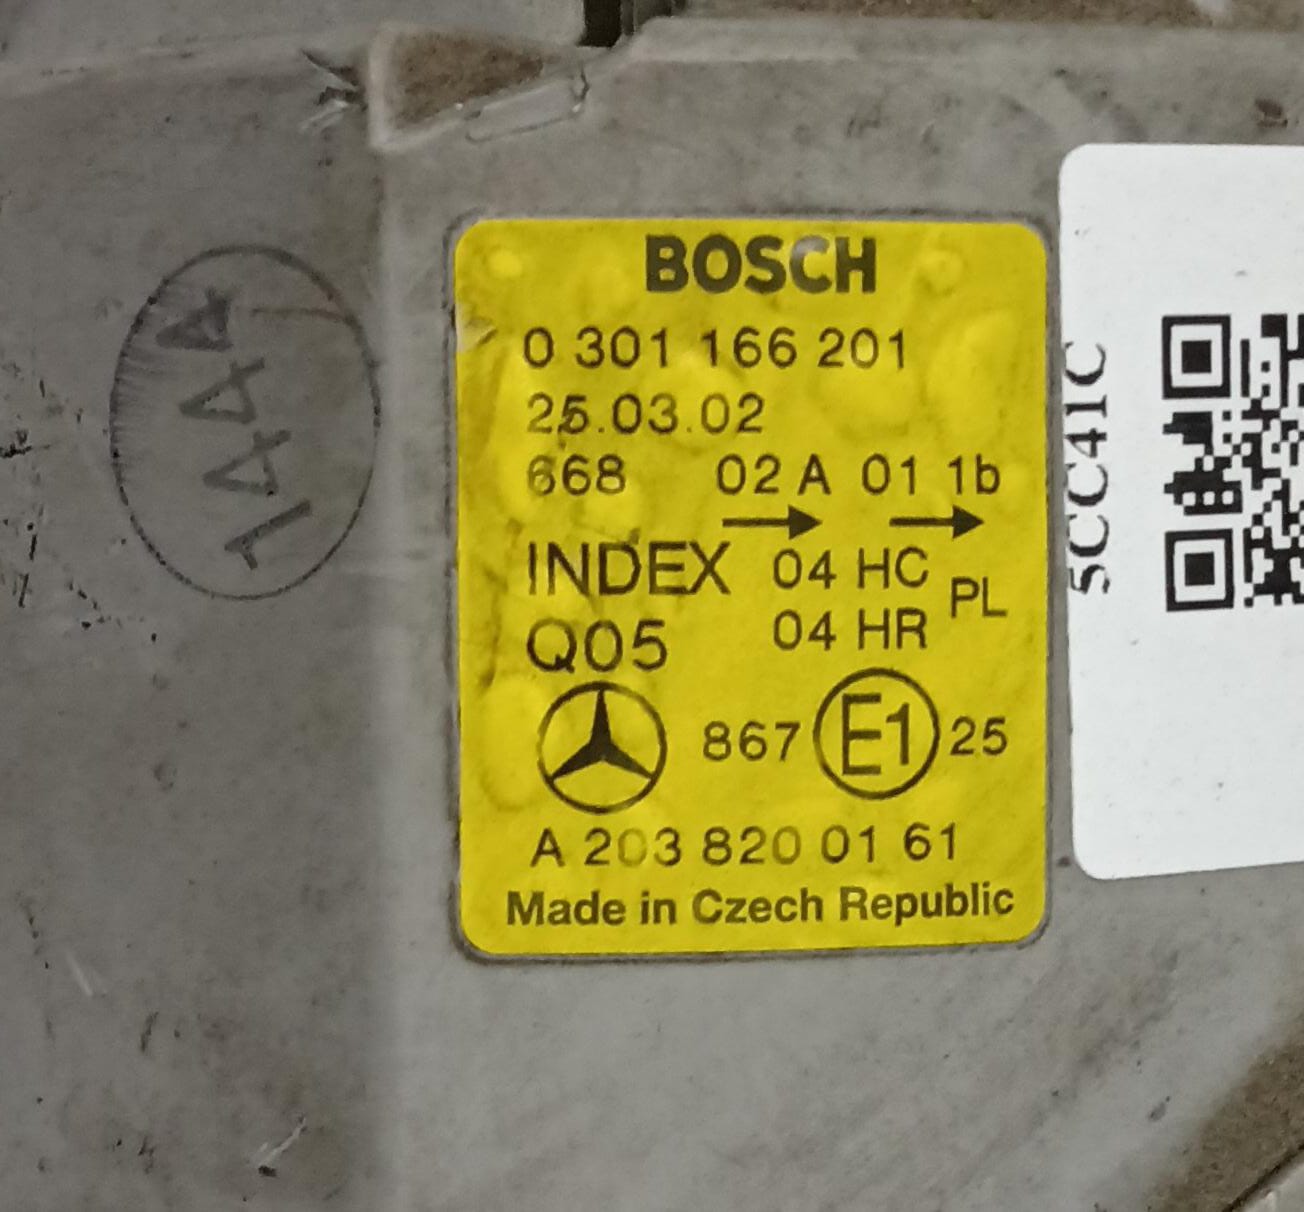 BOSCH
0 301 166 201
25.03.02
668 02 A 01 1b
→ →
INDEX 04 HC PL
Q05 04 HR
867 E1 25
A 203 820 01 61
Made in Czech Republic
5CC41C
1444